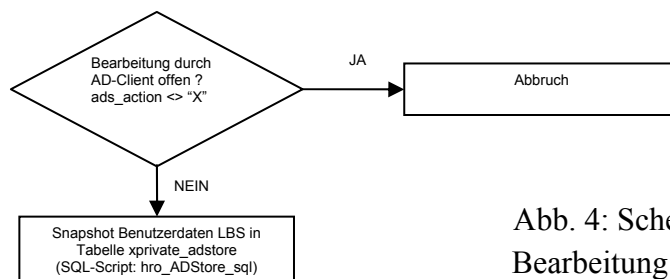 Bearbeitung durch
AD-Client offen ?
ads_action <> “X”
JA
Abbruch
NEIN
Snapshot Benutzerdaten LBS in
Tabelle xprivate_adstore
(SQL-Script: hro_ADStore_sql)
Abb. 4: Sche
Bearbeitung